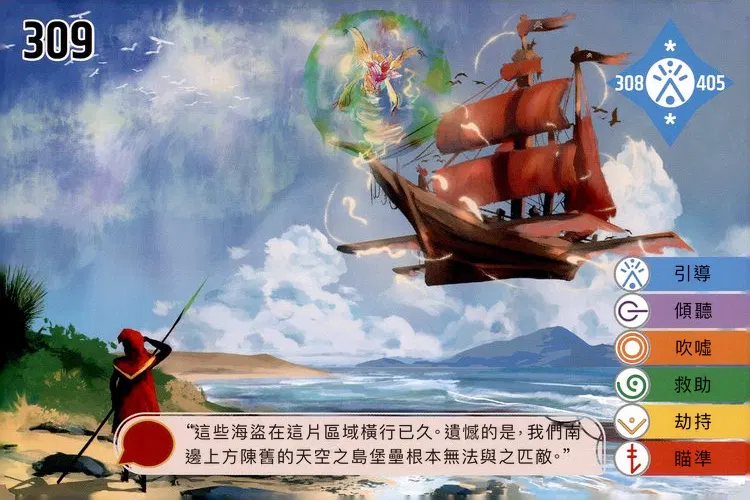 309
*
308 405
*
引導
傾聽
吹噓
救助
劫持
瞄準
“這些海盜在這片區域橫行已久。遺憾的是，我們南
邊上方陳舊的天空之島堡壘根本無法與之匹敵。”